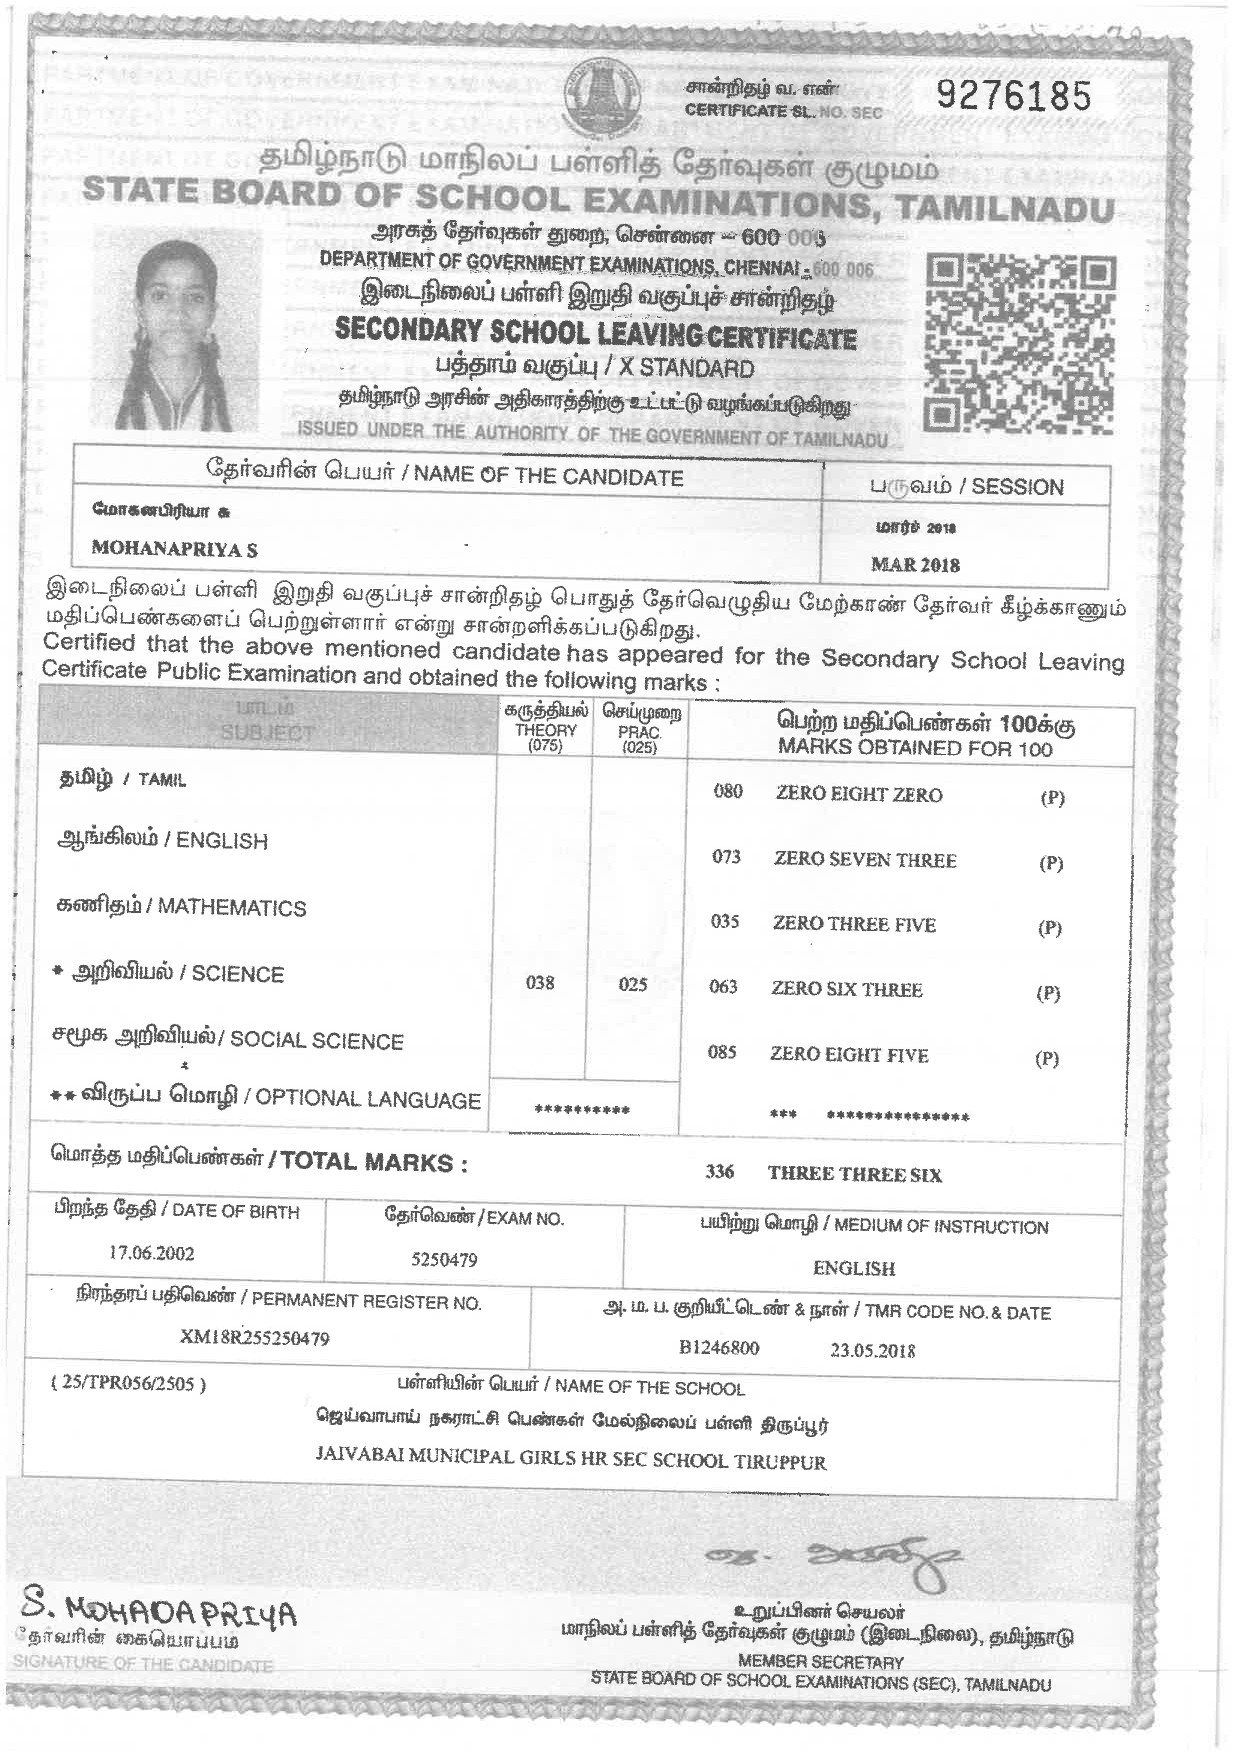 சான்றிதழ் வ. எண்
CERTIFICATE SL. NO. SEC 9276185
தமிழ்நாடு மாநிலப் பள்ளித் தேர்வுகள் குழுமம்
STATE BOARD OF SCHOOL EXAMINATIONS, TAMILNADU
அரசுத் தேர்வுகள் துறை, சென்னை – 600 006
DEPARTMENT OF GOVERNMENT EXAMINATIONS, CHENNAI - 600 006
இடைநிலைப் பள்ளி இறுதி வகுப்புச் சான்றிதழ்
SECONDARY SCHOOL LEAVING CERTIFICATE
பத்தாம் வகுப்பு / X STANDARD
தமிழ்நாடு அரசின் அதிகாரத்திற்கு உட்பட்டு வழங்கப்படுகிறது
ISSUED UNDER THE AUTHORITY OF THE GOVERNMENT OF TAMILNADU
தேர்வரின் பெயர் / NAME OF THE CANDIDATE பருவம் / SESSION
மோகனபிரியா சு மார்ச் 2018
MOHANAPRIYA S MAR 2018
இடைநிலைப் பள்ளி இறுதி வகுப்புச் சான்றிதழ் பொதுத் தேர்வெழுதிய மேற்காண் தேர்வர் கீழ்க்காணும்
மதிப்பெண்களைப் பெற்றுள்ளார் என்று சான்றளிக்கப்படுகிறது.
Certified that the above mentioned candidate has appeared for the Secondary School Leaving
Certificate Public Examination and obtained the following marks :
பாடம் கருத்தியல் செய்முறை பெற்ற மதிப்பெண்கள் 100க்கு
SUBJECT THEORY (075) PRAC. (025) MARKS OBTAINED FOR 100
தமிழ் / TAMIL 080 ZERO EIGHT ZERO (P)
ஆங்கிலம் / ENGLISH 073 ZERO SEVEN THREE (P)
கணிதம் / MATHEMATICS 035 ZERO THREE FIVE (P)
* அறிவியல் / SCIENCE 038 025 063 ZERO SIX THREE (P)
சமூக அறிவியல் / SOCIAL SCIENCE 085 ZERO EIGHT FIVE (P)
** விருப்ப மொழி / OPTIONAL LANGUAGE ********** *** ***************
மொத்த மதிப்பெண்கள் / TOTAL MARKS : 336 THREE THREE SIX
பிறந்த தேதி / DATE OF BIRTH தேர்வெண் / EXAM NO. பயிற்று மொழி / MEDIUM OF INSTRUCTION
17.06.2002 5250479 ENGLISH
நிரந்தரப் பதிவெண் / PERMANENT REGISTER NO. அ. ம. ப. குறியீட்டெண் & நாள் / TMR CODE NO. & DATE
XM18R255250479 B1246800 23.05.2018
( 25/TPR056/2505 ) பள்ளியின் பெயர் / NAME OF THE SCHOOL
ஜெய்வாபாய் நகராட்சி பெண்கள் மேல்நிலைப் பள்ளி திருப்பூர்
JAIVABAI MUNICIPAL GIRLS HR SEC SCHOOL TIRUPPUR
S. MOHADAPRIYA
தேர்வரின் கையொப்பம்
SIGNATURE OF THE CANDIDATE
உறுப்பினர் செயலர்
மாநிலப் பள்ளித் தேர்வுகள் குழுமம் (இடைநிலை), தமிழ்நாடு
MEMBER SECRETARY
STATE BOARD OF SCHOOL EXAMINATIONS (SEC), TAMILNADU